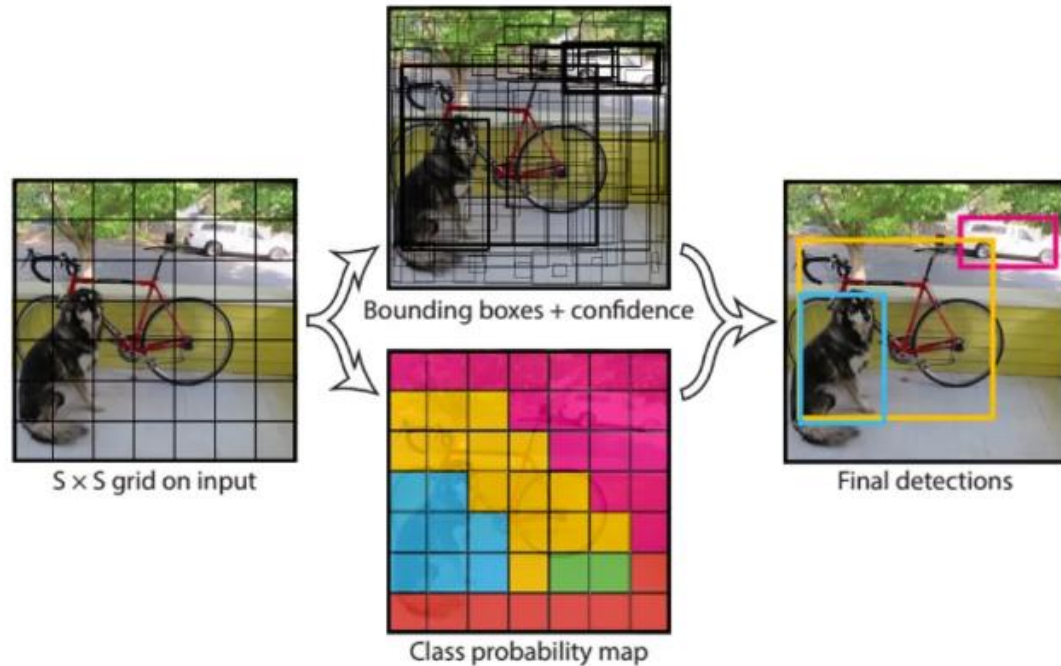 Bounding boxes + confidence
S × S grid on input
Final detections
Class probability map